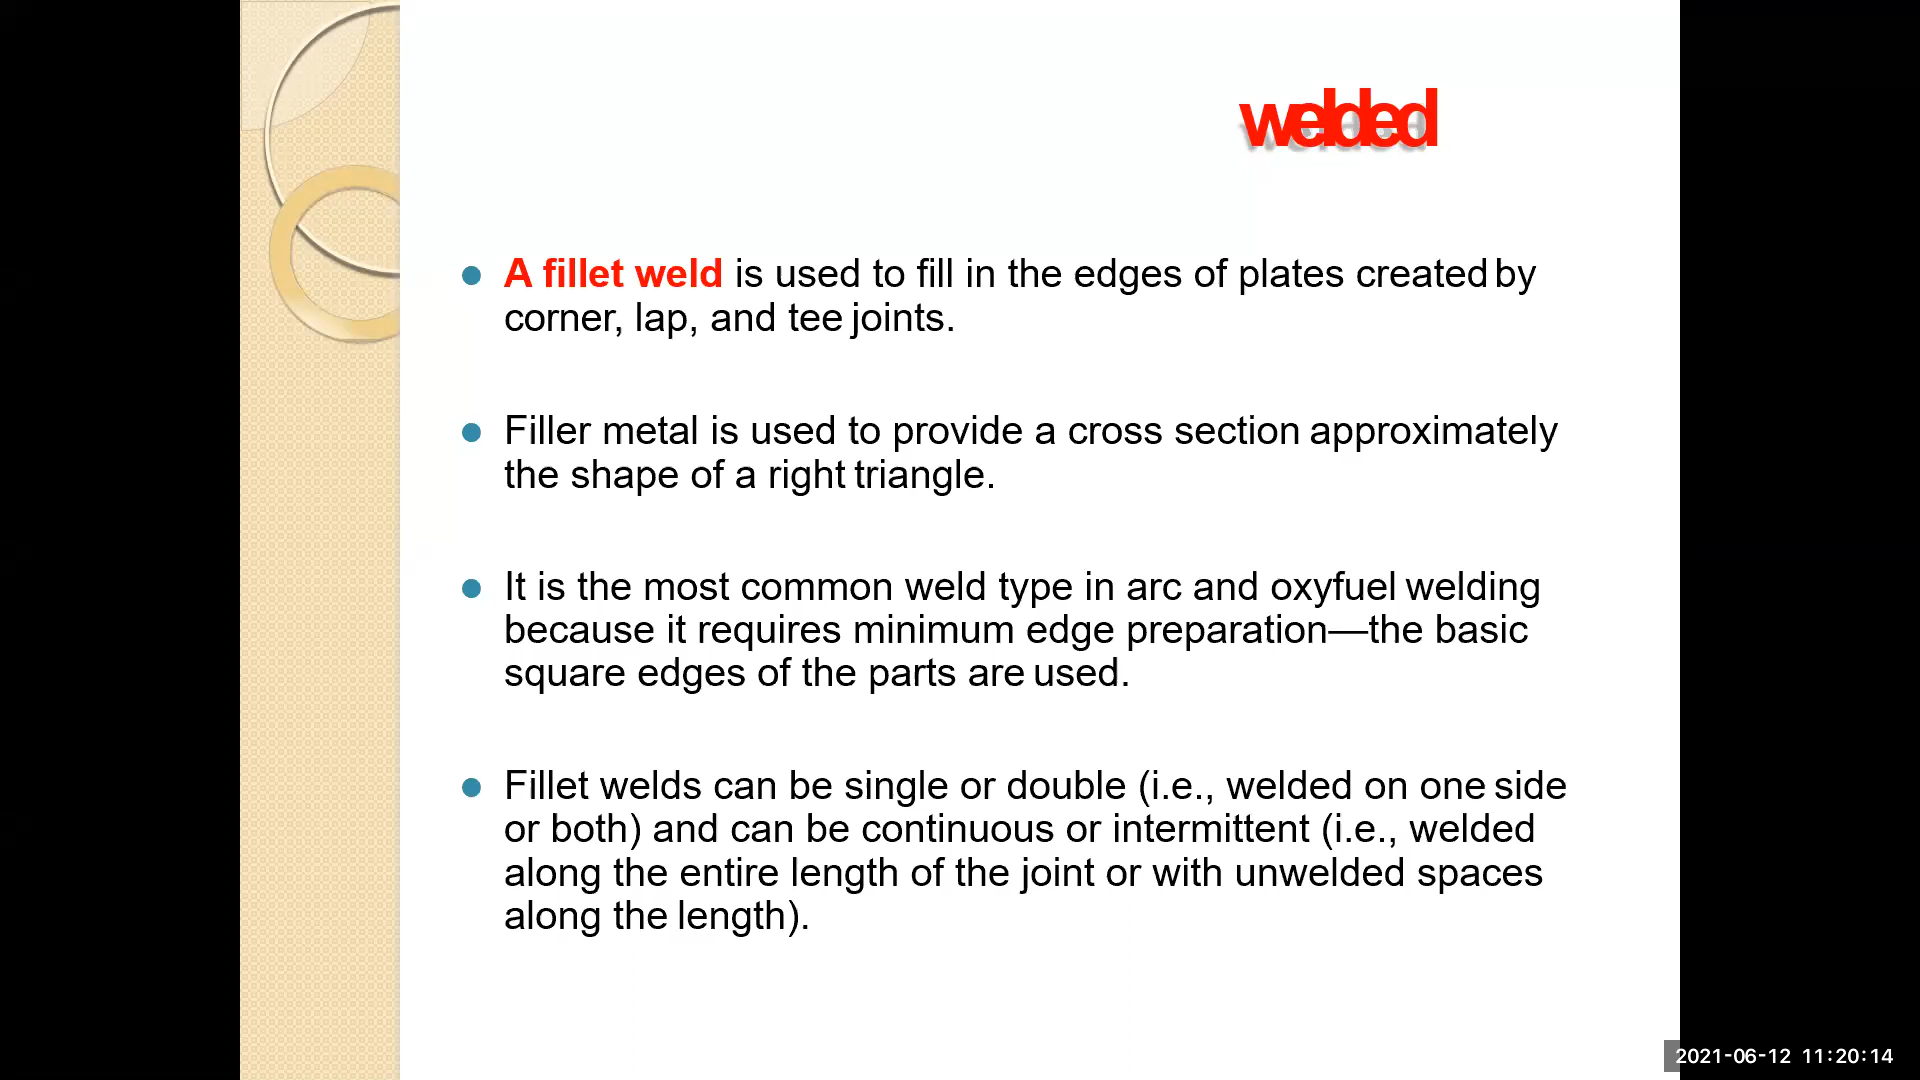 welded
A fillet weld is used to fill in the edges of plates created by
corner, lap, and tee joints.
Filler metal is used to provide a cross section approximately
the shape of a right triangle.
It is the most common weld type in arc and oxyfuel welding
because it requires minimum edge preparation—the basic
square edges of the parts are used.
Fillet welds can be single or double (i.e., welded on one side
or both) and can be continuous or intermittent (i.e., welded
along the entire length of the joint or with unwelded spaces
along the length).
2021-06-12 11:20:14